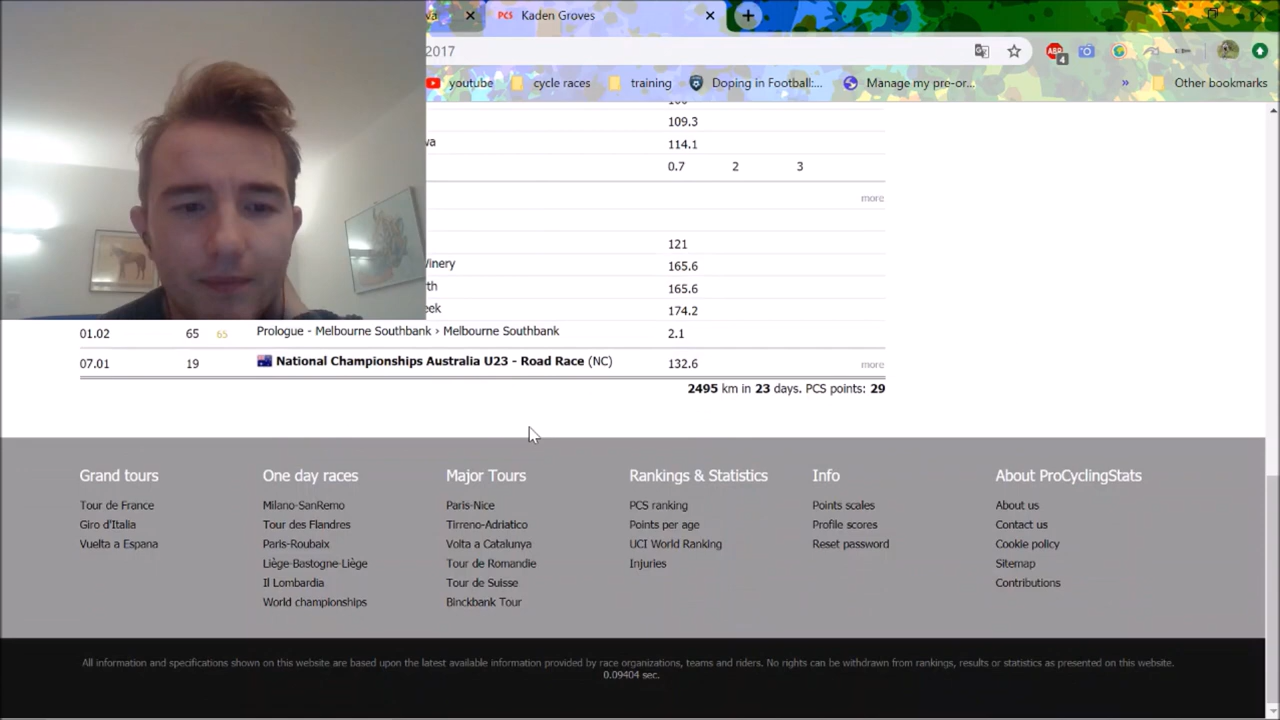 PCS Kaden Groves
2017
4
youtube cycle races training Doping in Football:... Manage my pre-or... » Other bookmarks
109.3
wa 114.1
0.7 2 3
more
121
Vinery 165.6
rth 165.6
eek 174.2
01.02 65 65 Prologue - Melbourne Southbank › Melbourne Southbank 2.1
07.01 19 National Championships Australia U23 - Road Race (NC) 132.6 more
2495 km in 23 days. PCS points: 29
Grand tours One day races Major Tours Rankings & Statistics Info About ProCyclingStats
Tour de France Milano-SanRemo Paris-Nice PCS ranking Points scales About us
Giro d'Italia Tour des Flandres Tirreno-Adriatico Points per age Profile scores Contact us
Vuelta a Espana Paris-Roubaix Volta a Catalunya UCI World Ranking Reset password Cookie policy
Liège-Bastogne-Liège Tour de Romandie Injuries Sitemap
Il Lombardia Tour de Suisse Contributions
World championships Binckbank Tour
All information and specifications shown on this website are based upon the latest available information provided by race organizations, teams and riders. No rights can be withdrawn from rankings, results or statistics as presented on this website.
0.09404 sec.